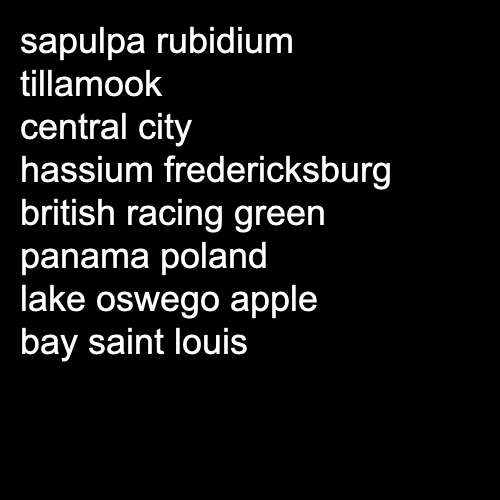 sapulpa rubidium
tillamook
central city
hassium fredericksburg
british racing green
panama poland
lake oswego apple
bay saint louis